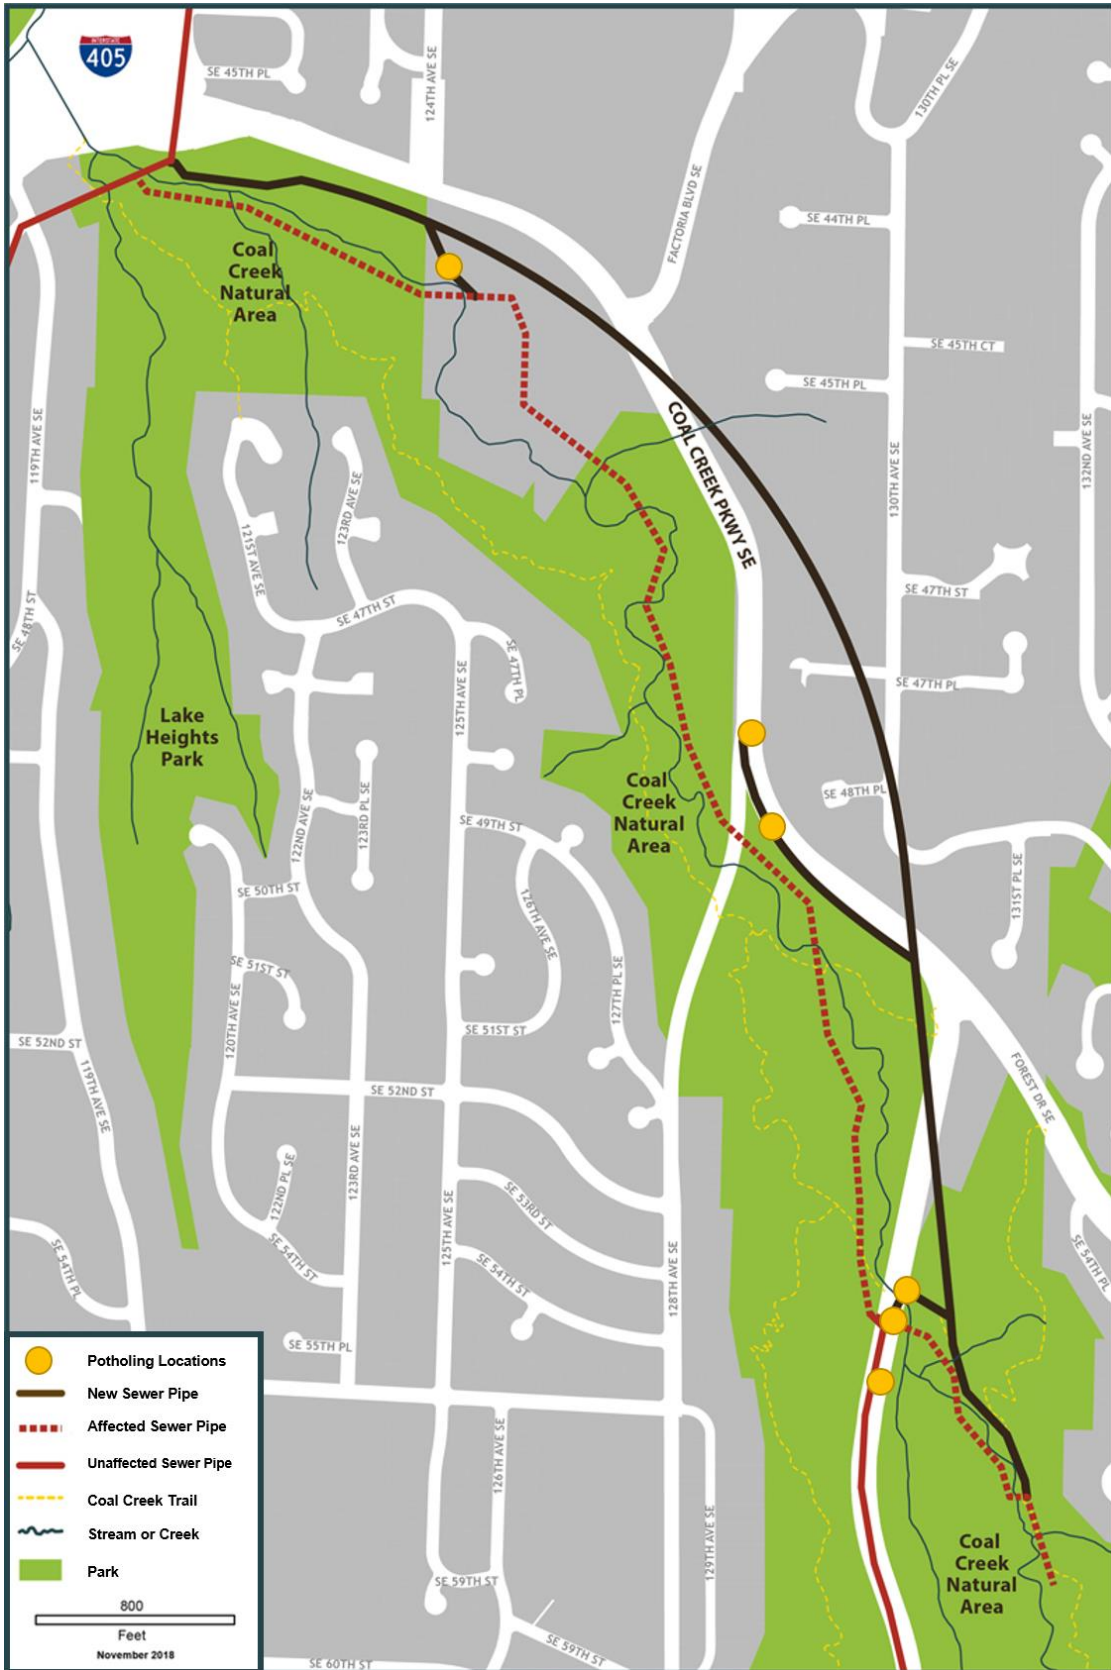 INTERSTATE
405
SE 45TH PL
124TH AVE SE
130TH PL SE
FACTORIA BLVD SE
SE 44TH PL
Coal
Creek
Natural
Area
SE 45TH CT
SE 45TH PL
COAL CREEK PKWY SE
119TH AVE SE
132ND AVE SE
130TH AVE SE
123RD AVE SE
121ST AVE SE
SE 47TH ST
SE 47TH ST
SE 48TH ST
SE 47TH PL
SE 47TH PL
125TH AVE SE
Lake
Heights
Park
Coal
Creek
Natural
Area
SE 48TH PL
123RD PL SE
122ND AVE SE
SE 49TH ST
131ST PL SE
SE 50TH ST
126TH AVE SE
SE 51ST ST
127TH PL SE
120TH AVE SE
SE 51ST ST
SE 52ND ST
119TH AVE SE
SE 52ND ST
FOREST DR SE
123RD AVE SE
122ND PL SE
SE 53RD ST
125TH AVE SE
SE 54TH ST
SE 54TH ST
128TH AVE SE
SE 54TH PL
SE 54TH PL
SE 55TH PL
Potholing Locations
New Sewer Pipe
Affected Sewer Pipe
Unaffected Sewer Pipe
Coal Creek Trail
Stream or Creek
Park
800
Feet
November 2018
126TH AVE SE
129TH AVE SE
Coal
Creek
Natural
Area
SE 59TH ST
SE 59TH ST
SE 60TH ST